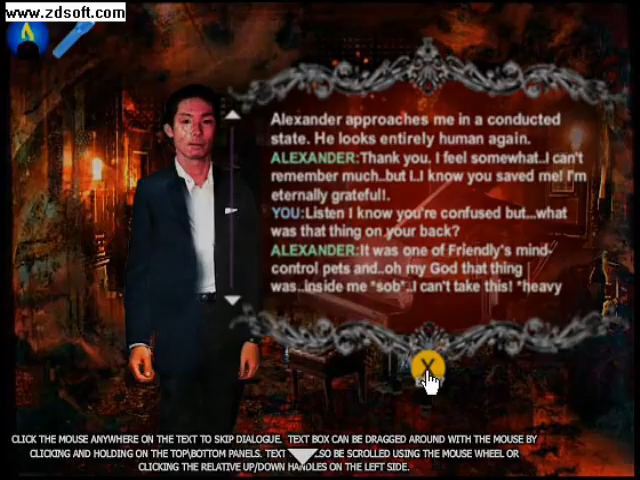 www.zdsoft.com
Alexander approaches me in a conducted
state. He looks entirely human again.
ALEXANDER:Thank you. I feel somewhat..I can't
remember much..but I..I know you saved me! I'm
eternally grateful!.
YOU:Listen I know you're confused but...what
was that thing on your back?
ALEXANDER:It was one of Friendly's mind-
control pets and..oh my God that thing
was..inside me *sob*..I can't take this! *heavy
Y
CLICK THE MOUSE ANYWHERE ON THE TEXT TO SKIP DIALOGUE. TEXT BOX CAN BE DRAGGED AROUND WITH THE MOUSE BY
CLICKING AND HOLDING ON THE TOP\BOTTOM PANELS. TEXT SO BE SCROLLED USING THE MOUSE WHEEL OR
CLICKING THE RELATIVE UP/DOWN HANDLES ON THE LEFT SIDE.